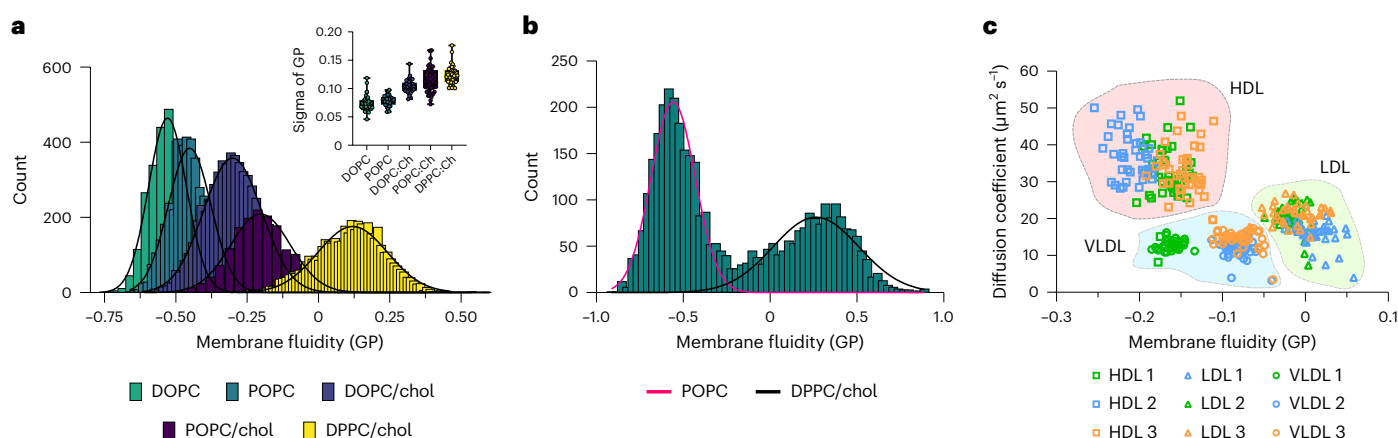 a
Sigma of GP
0.20
0.15
0.10
0.05
0
DOPC
POPC
DOPC:Ch
POPC:Ch
DPPC:Ch
Count
600
400
200
0
−0.75
−0.50
−0.25
0
0.25
0.50
Membrane fluidity (GP)
DOPC
POPC
DOPC/chol
POPC/chol
DPPC/chol
b
Count
250
200
150
100
50
0
−1.0
−0.5
0
0.5
1.0
Membrane fluidity (GP)
POPC
DPPC/chol
c
Diffusion coefficient (μm² s⁻¹)
60
50
40
30
20
10
0
HDL
LDL
VLDL
−0.3
−0.2
−0.1
0
0.1
Membrane fluidity (GP)
HDL 1 LDL 1 VLDL 1
HDL 2 LDL 2 VLDL 2
HDL 3 LDL 3 VLDL 3